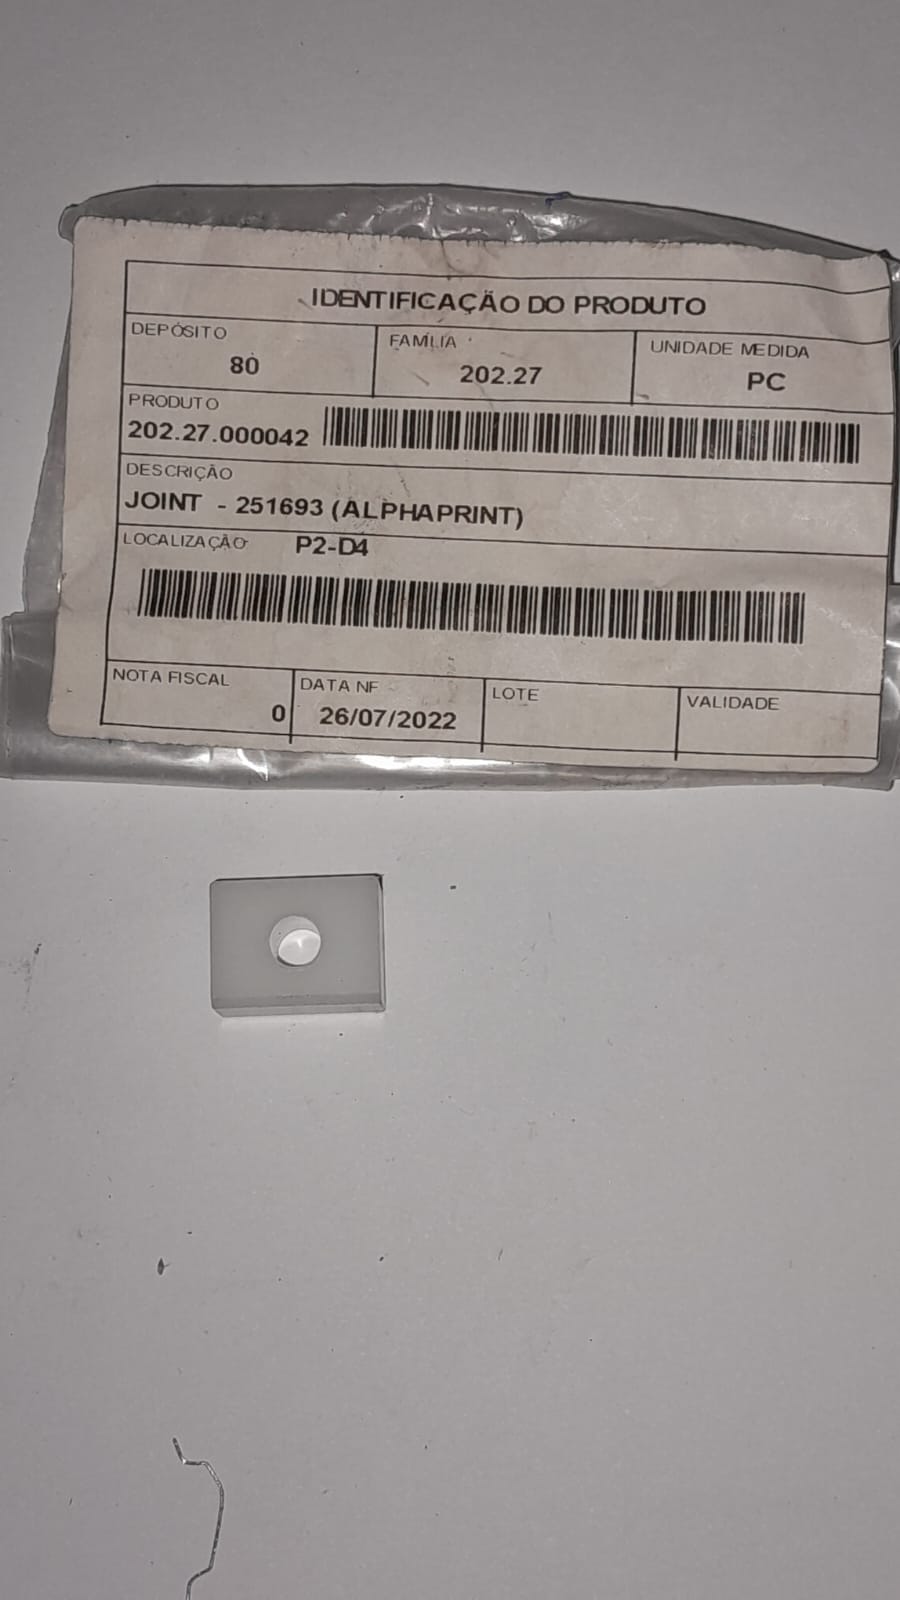 IDENTIFICAÇÃO DO PRODUTO
DEPÓSITO
80
FAMÍLIA
202.27
UNIDADE MEDIDA
PC
PRODUTO
202.27.000042
DESCRIÇÃO
JOINT - 251693 (ALPHAPRINT)
LOCALIZAÇÃO P2-D4
NOTA FISCAL
0
DATA NF
26/07/2022
LOTE
VALIDADE